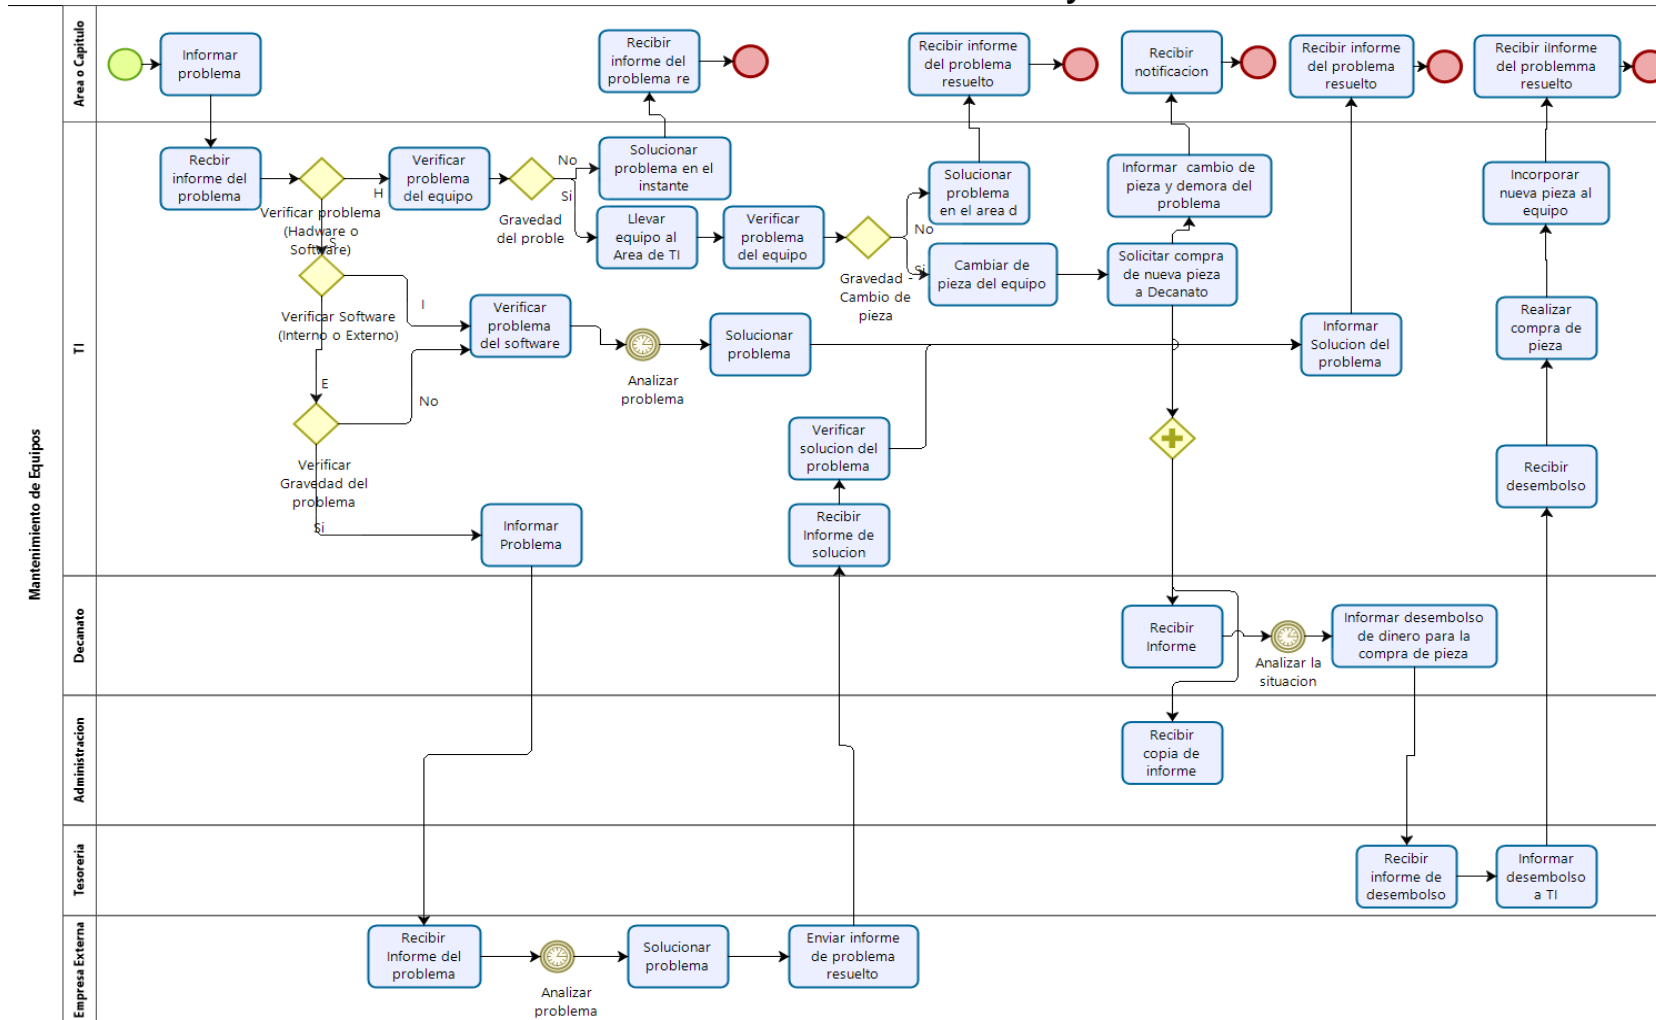 Mantenimiento de Equipos
Area o Capitulo
Informar
problema
Recibir
informe del
problema re
Recibir informe
del problema
resuelto
Recibir
notificacion
Recibir informe
del problema
resuelto
Recibir iInforme
del problemma
resuelto
TI
Recbir
informe del
problema
Verificar problema
(Hadware o
Software)
H
S
Verificar
problema
del equipo
Gravedad
del proble
No
Si
Solucionar
problema en el
instante
Llevar
equipo al
Area de TI
Verificar
problema
del equipo
Gravedad -
Cambio de
pieza
No
Si
Solucionar
problema
en el area d
Cambiar de
pieza del equipo
Informar cambio de
pieza y demora del
problema
Solicitar compra
de nueva pieza
a Decanato
Incorporar
nueva pieza al
equipo
Verificar Software
(Interno o Externo)
I
E
Verificar
problema
del software
Analizar
problema
Solucionar
problema
Informar
Solucion del
problema
Realizar
compra de
pieza
No
Verificar
Gravedad del
problema
Si
Verificar
solucion del
problema
Recibir
desembolso
Informar
Problema
Recibir
Informe de
solucion
Decanato
Recibir
Informe
Analizar la
situacion
Informar desembolso
de dinero para la
compra de pieza
Administracion
Recibir
copia de
informe
Tesoreria
Recibir
informe de
desembolso
Informar
desembolso
a TI
Empresa Externa
Recibir
Informe del
problema
Analizar
problema
Solucionar
problema
Enviar informe
de problema
resuelto